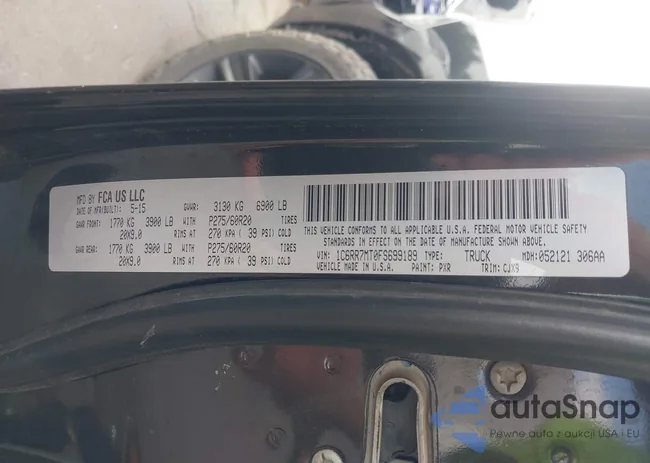 MFD BY FCA US LLC
DATE OF MFR(BUILT): 5-15 GVWR: 3130 KG 6900 LB
GAWR FRONT: 1770 KG 3900 LB WITH P275/60R20 TIRES
20X9.0 RIMS AT 270 KPA ( 39 PSI) COLD
GAWR REAR: 1770 KG 3900 LB WITH P275/60R20 TIRES
20X9.0 RIMS AT 270 KPA ( 39 PSI) COLD
THIS VEHICLE CONFORMS TO ALL APPLICABLE U.S.A. FEDERAL MOTOR VEHICLE SAFETY
STANDARDS IN EFFECT ON THE DATE OF MANUFACTURE SHOWN ABOVE.
VIN: 1C6RR7MT0FS699189 TYPE: TRUCK MDH: 052121 306AA
VEHICLE MADE IN U.S.A. PAINT: PXR TRIM: CJX9
autaSnap
Pewne auto z aukcji USA i EU